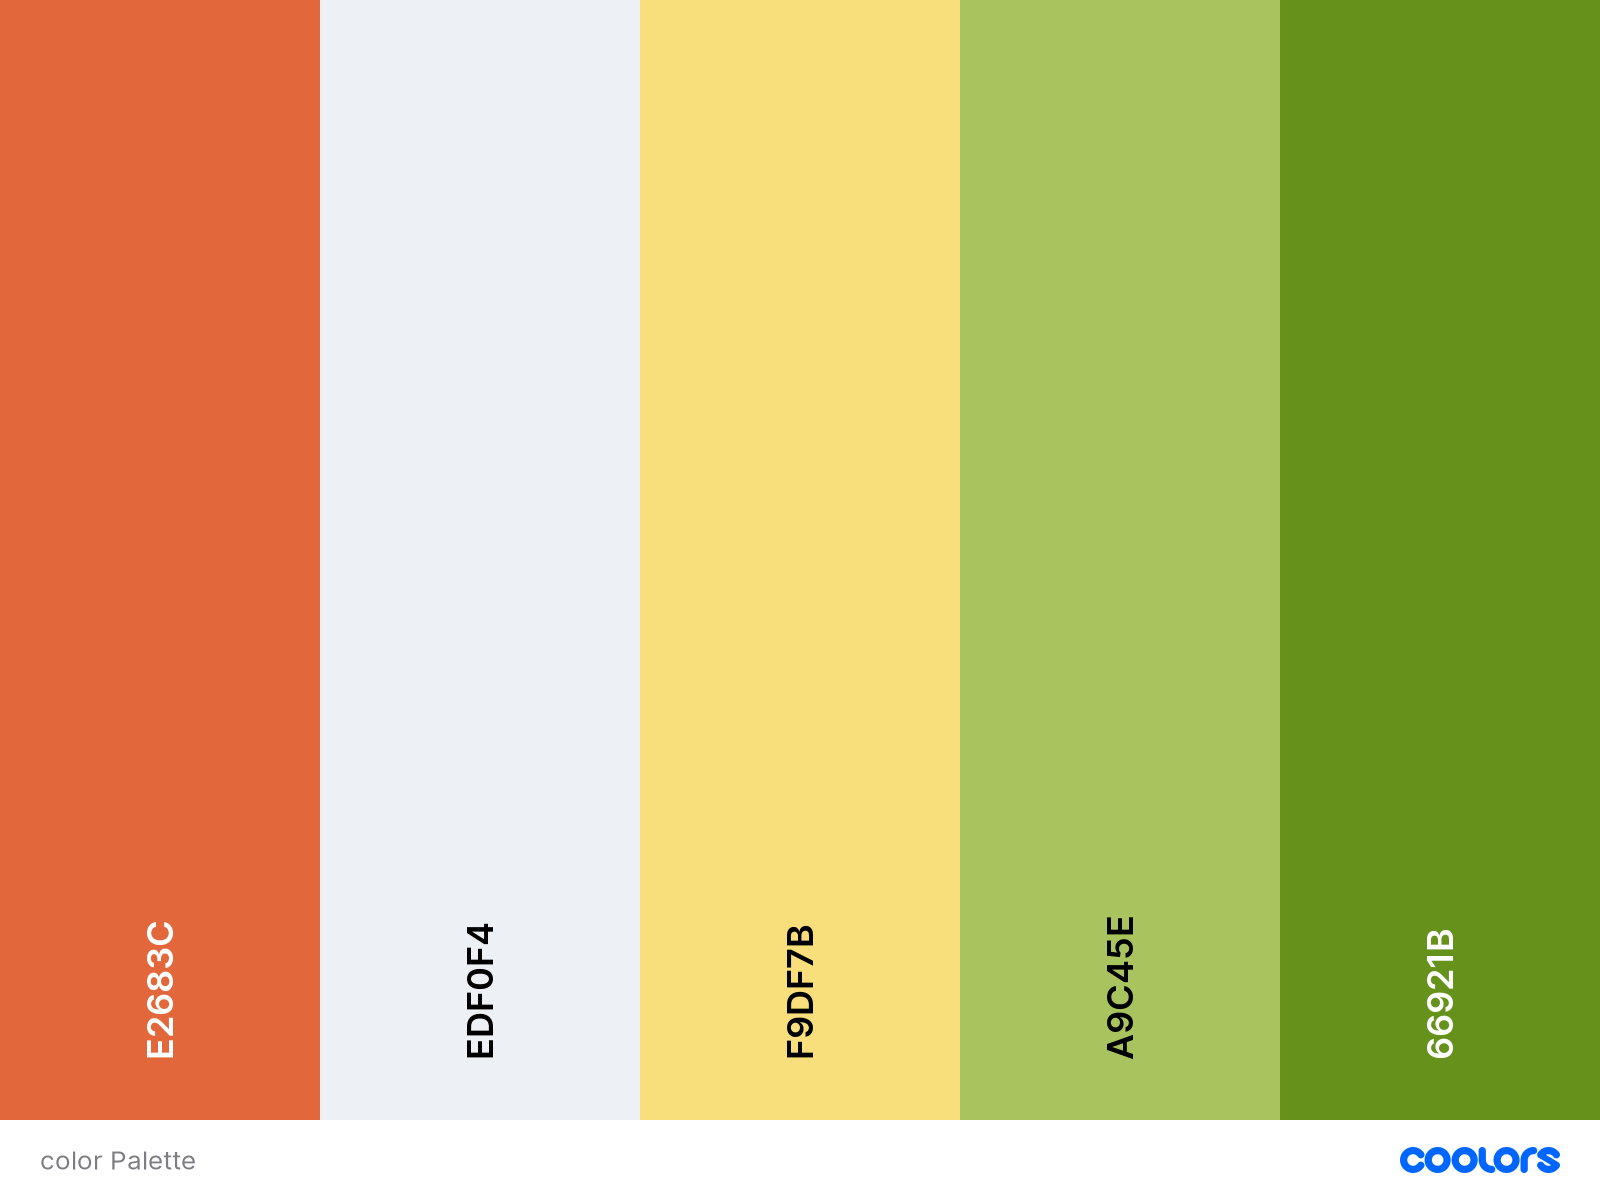 E2683C
EDF0F4
F9DF7B
A9C45E
66921B
color Palette
coolors